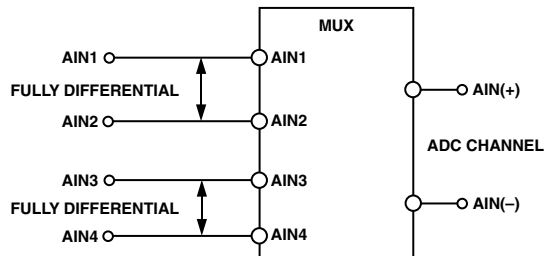 MUX
AIN1
AIN1
FULLY DIFFERENTIAL
AIN2
AIN2
AIN3
AIN3
FULLY DIFFERENTIAL
AIN4
AIN4
AIN(+)
ADC CHANNEL
AIN(–)